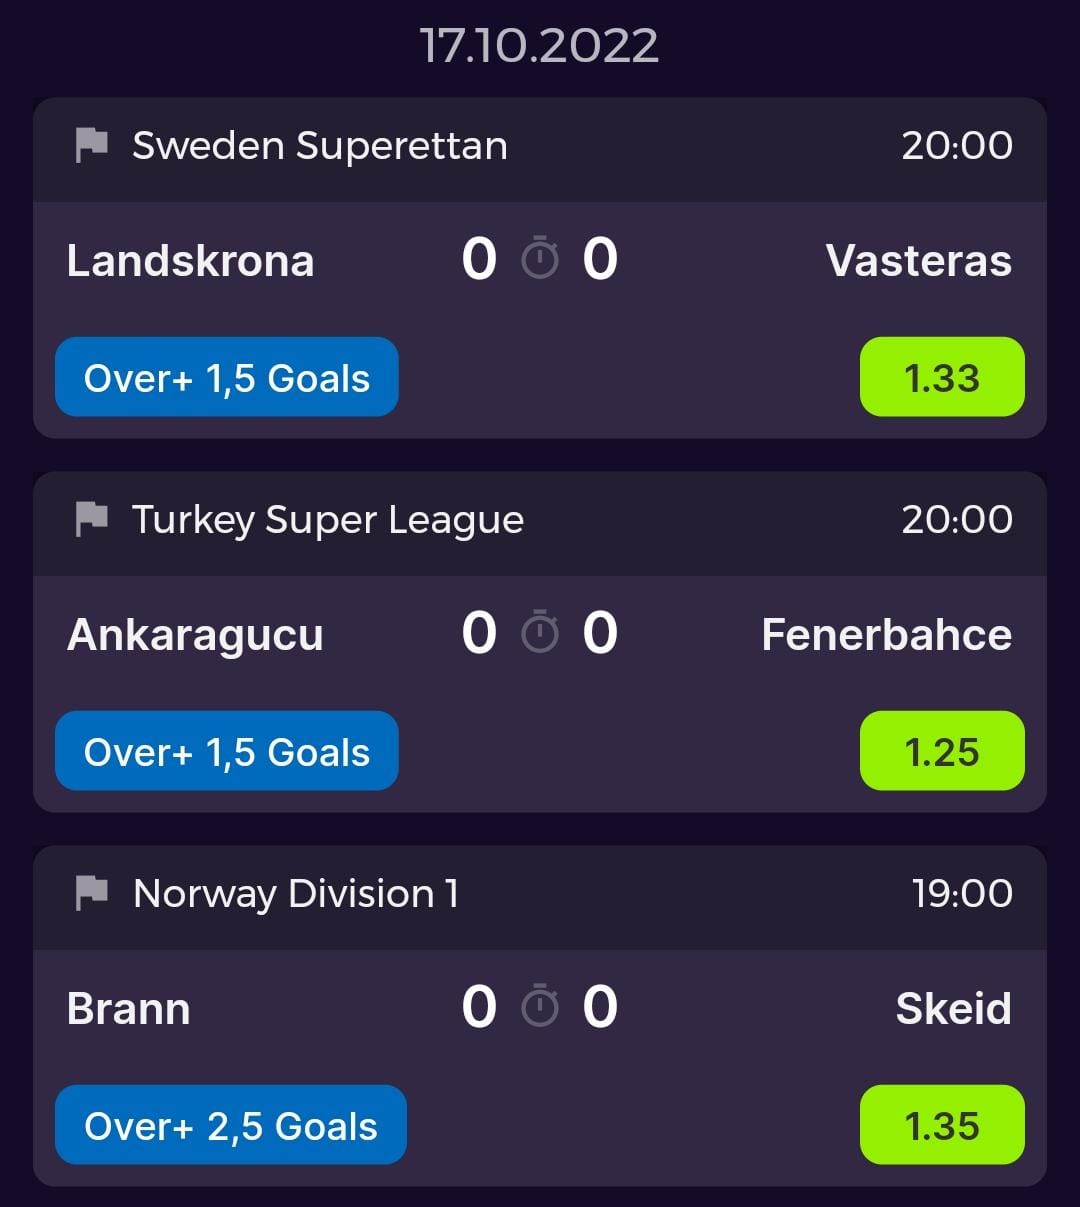 17.10.2022
Sweden Superettan 20:00
Landskrona 0 0 Vasteras
Over+ 1,5 Goals 1.33
Turkey Super League 20:00
Ankaragucu 0 0 Fenerbahce
Over+ 1,5 Goals 1.25
Norway Division 1 19:00
Brann 0 0 Skeid
Over+ 2,5 Goals 1.35